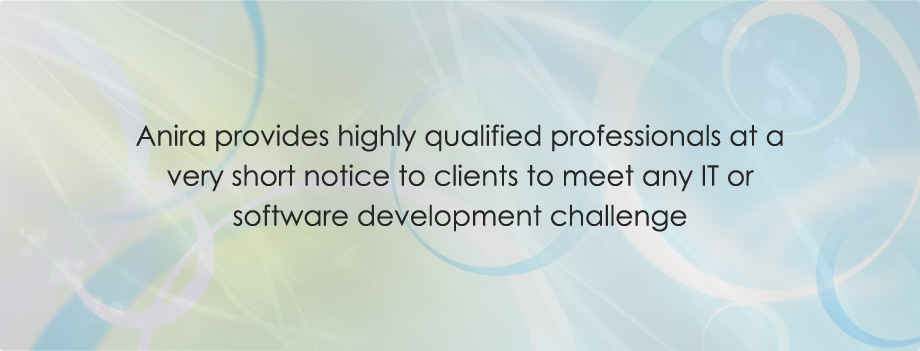 Anira provides highly qualified professionals at a
very short notice to clients to meet any IT or
software development challenge